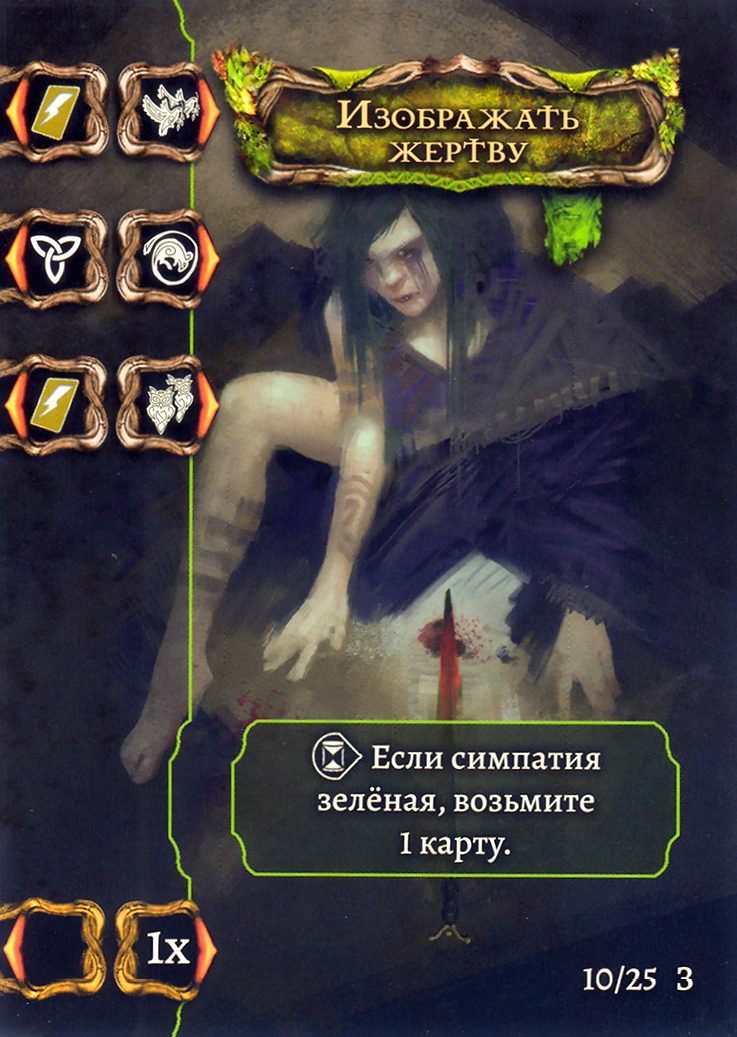 Изображать
жертву
Если симпатия
зелёная, возьмите
1 карту.
1x
10/25 3